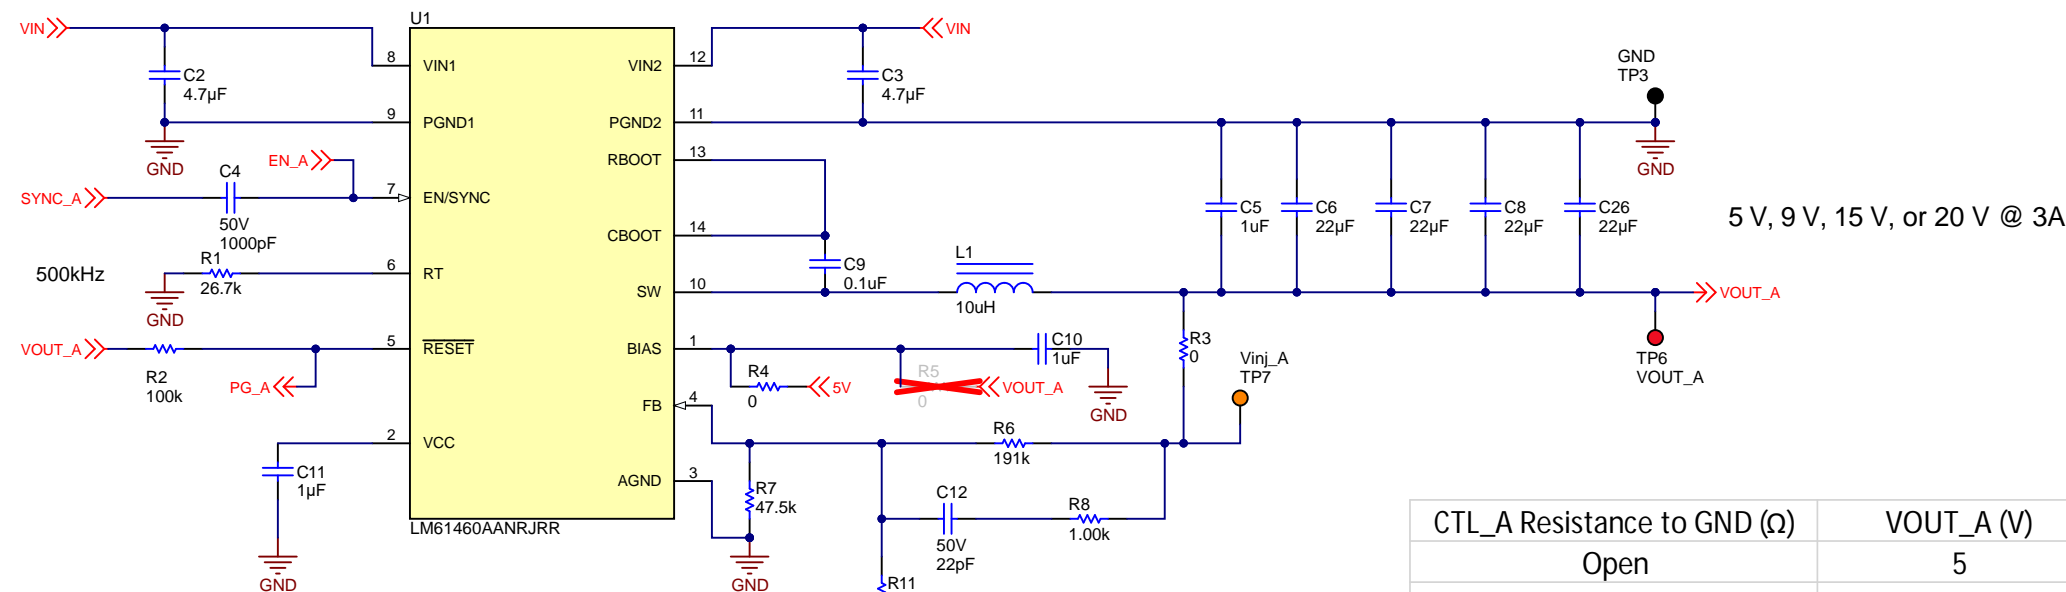 U1
VIN
VIN
8
VIN1
VIN2
12
C2
4.7µF
C3
4.7µF
GND
TP3
9
PGND1
PGND2
11
GND
EN_A
RBOOT
13
GND
C4
SYNC_A
7
EN/SYNC
50V
1000pF
CBOOT
14
C5
1uF
C6
22µF
C7
22µF
C8
22µF
C26
22µF
5 V, 9 V, 15 V, or 20 V @ 3A
500kHz
R1
26.7k
6
RT
C9
0.1uF
L1
10uH
GND
SW
10
VOUT_A
VOUT_A
5
RESET
BIAS
1
C10
1uF
R3
0
Vinj_A
TP7
TP6
VOUT_A
R2
100k
PG_A
R4
0
5V
R5
0
VOUT_A
GND
FB
4
2
VCC
R6
191k
C11
1µF
AGND
3
R7
47.5k
C12
50V
22pF
R8
1.00k
LM61460AANRJRR
GND
GND
R11
CTL_A Resistance to GND (Ω)
VOUT_A (V)
Open
5